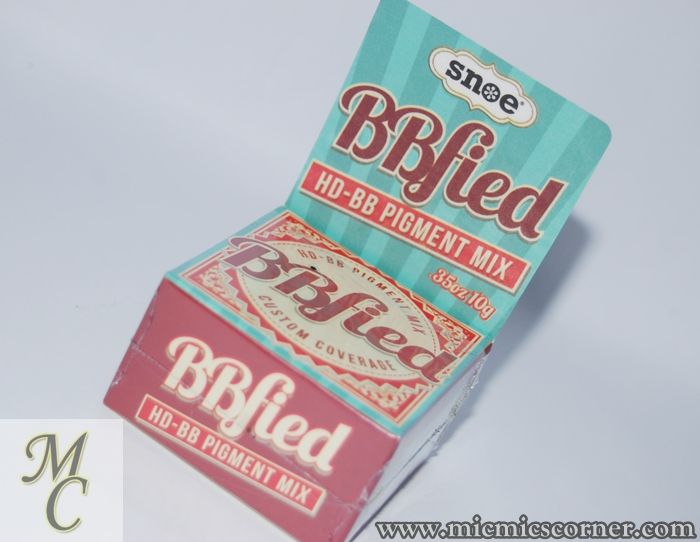 snoe
BBfied
HD-BB PIGMENT MIX
.35oz/10g
HD-BB PIGMENT MIX
BBfied
CUSTOM COVERAGE
BBfied
HD-BB PIGMENT MIX
MC
www.micmicscorner.com